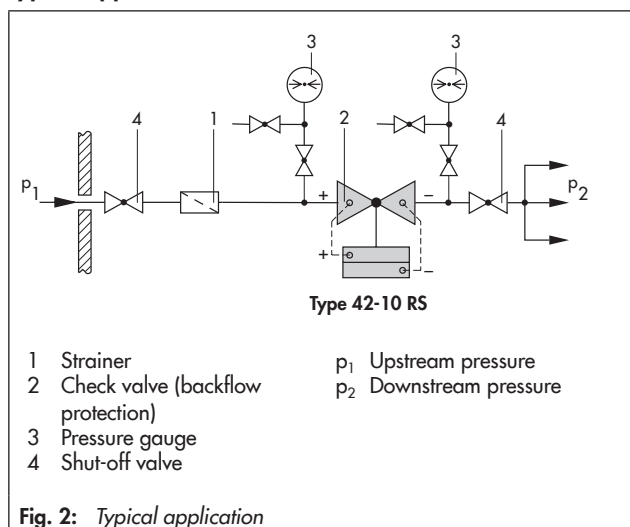 3 3
4 1 2 4
p1 + − p2
+ −
Type 42-10 RS
1 Strainer
2 Check valve (backflow
protection)
3 Pressure gauge
4 Shut-off valve
p1 Upstream pressure
p2 Downstream pressure
Fig. 2: Typical application